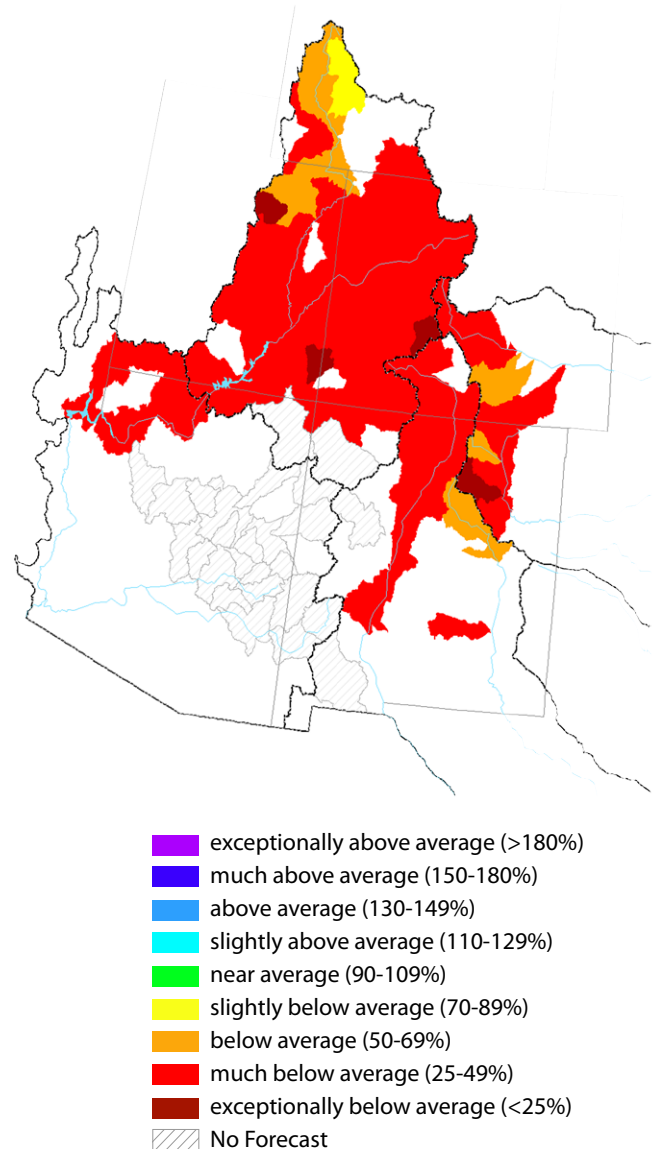 exceptionally above average (>180%)
much above average (150-180%)
above average (130-149%)
slightly above average (110-129%)
near average (90-109%)
slightly below average (70-89%)
below average (50-69%)
much below average (25-49%)
exceptionally below average (<25%)
No Forecast